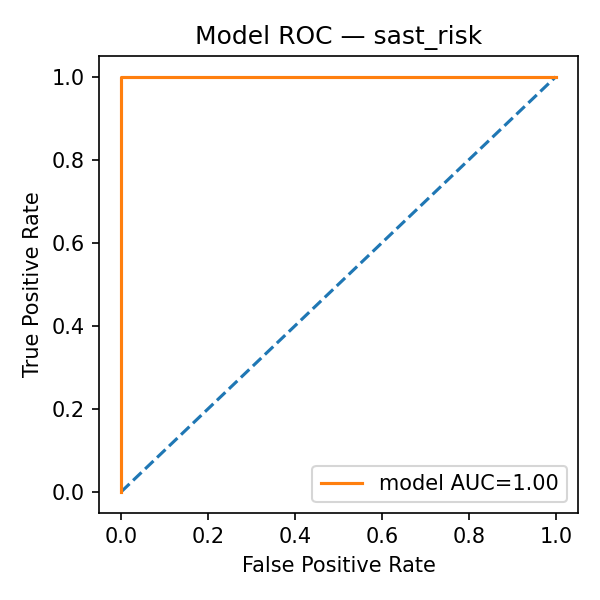 Model ROC — sast_risk
True Positive Rate
1.0
0.8
0.6
0.4
0.2
0.0
model AUC=1.00
0.0 0.2 0.4 0.6 0.8 1.0
False Positive Rate